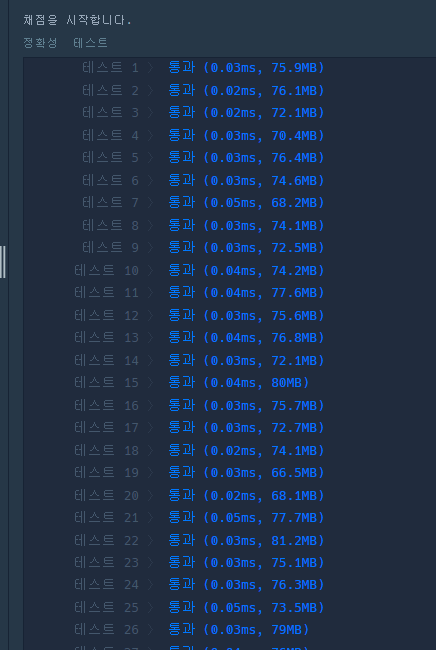 채점을 시작합니다.
정확성 테스트
테스트 1 〉 통과 (0.03ms, 75.9MB)
테스트 2 〉 통과 (0.02ms, 76.1MB)
테스트 3 〉 통과 (0.02ms, 72.1MB)
테스트 4 〉 통과 (0.03ms, 70.4MB)
테스트 5 〉 통과 (0.03ms, 76.4MB)
테스트 6 〉 통과 (0.03ms, 74.6MB)
테스트 7 〉 통과 (0.05ms, 68.2MB)
테스트 8 〉 통과 (0.03ms, 74.1MB)
테스트 9 〉 통과 (0.03ms, 72.5MB)
테스트 10 〉 통과 (0.04ms, 74.2MB)
테스트 11 〉 통과 (0.04ms, 77.6MB)
테스트 12 〉 통과 (0.03ms, 75.6MB)
테스트 13 〉 통과 (0.04ms, 76.8MB)
테스트 14 〉 통과 (0.03ms, 72.1MB)
테스트 15 〉 통과 (0.04ms, 80MB)
테스트 16 〉 통과 (0.03ms, 75.7MB)
테스트 17 〉 통과 (0.03ms, 72.7MB)
테스트 18 〉 통과 (0.02ms, 74.1MB)
테스트 19 〉 통과 (0.03ms, 66.5MB)
테스트 20 〉 통과 (0.02ms, 68.1MB)
테스트 21 〉 통과 (0.05ms, 77.7MB)
테스트 22 〉 통과 (0.03ms, 81.2MB)
테스트 23 〉 통과 (0.03ms, 75.1MB)
테스트 24 〉 통과 (0.03ms, 76.3MB)
테스트 25 〉 통과 (0.05ms, 73.5MB)
테스트 26 〉 통과 (0.03ms, 79MB)